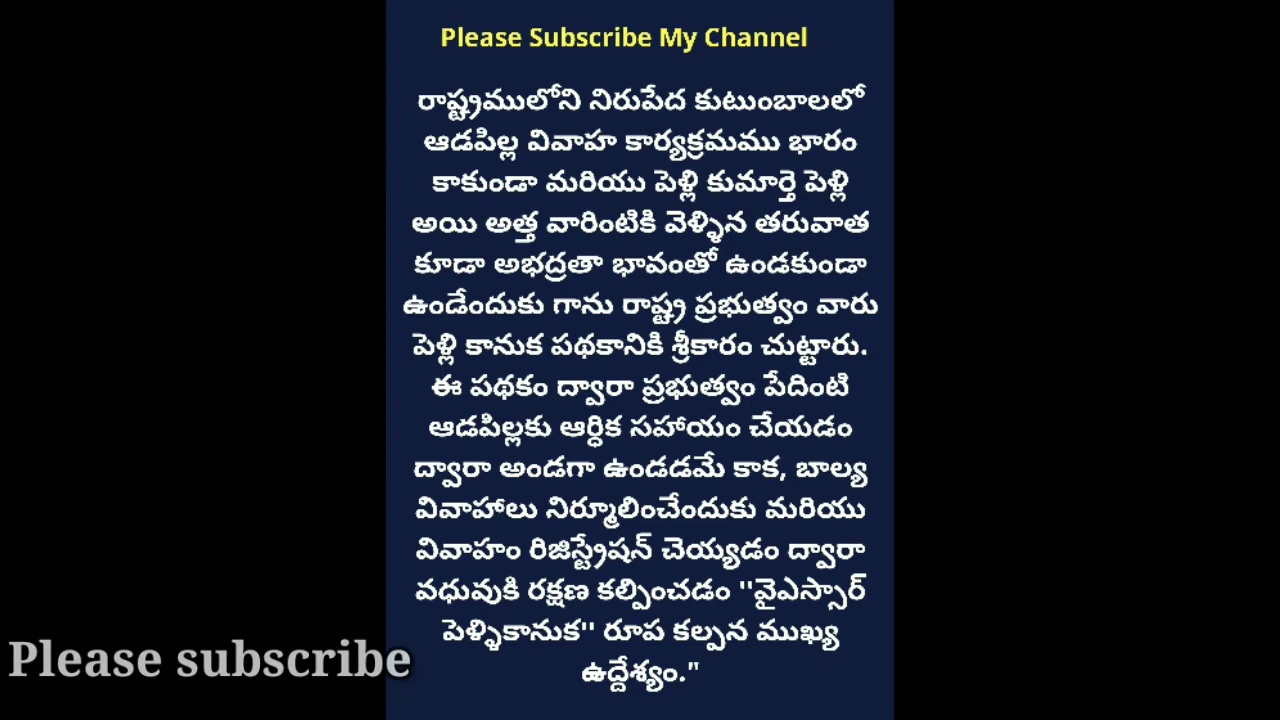 Please Subscribe My Channel
రాష్ట్రములోని నిరుపేద కుటుంబాలలో
ఆడపిల్ల వివాహ కార్యక్రమము భారం
కాకుండా మరియు పెళ్లి కుమార్తె పెళ్లి
అయి అత్త వారింటికి వెళ్ళిన తరువాత
కూడా అభద్రతా భావంతో ఉండకుండా
ఉండేందుకు గాను రాష్ట్ర ప్రభుత్వం వారు
పెళ్లి కానుక పథకానికి శ్రీకారం చుట్టారు.
ఈ పథకం ద్వారా ప్రభుత్వం పేదింటి
ఆడపిల్లకు ఆర్ధిక సహాయం చేయడం
ద్వారా అండగా ఉండడమే కాక, బాల్య
వివాహాలు నిర్మూలించేందుకు మరియు
వివాహం రిజిస్ట్రేషన్ చెయ్యడం ద్వారా
వధువుకి రక్షణ కల్పించడం ''వైఎస్సార్
పెళ్ళికానుక'' రూప కల్పన ముఖ్య
ఉద్దేశ్యం."
Please subscribe